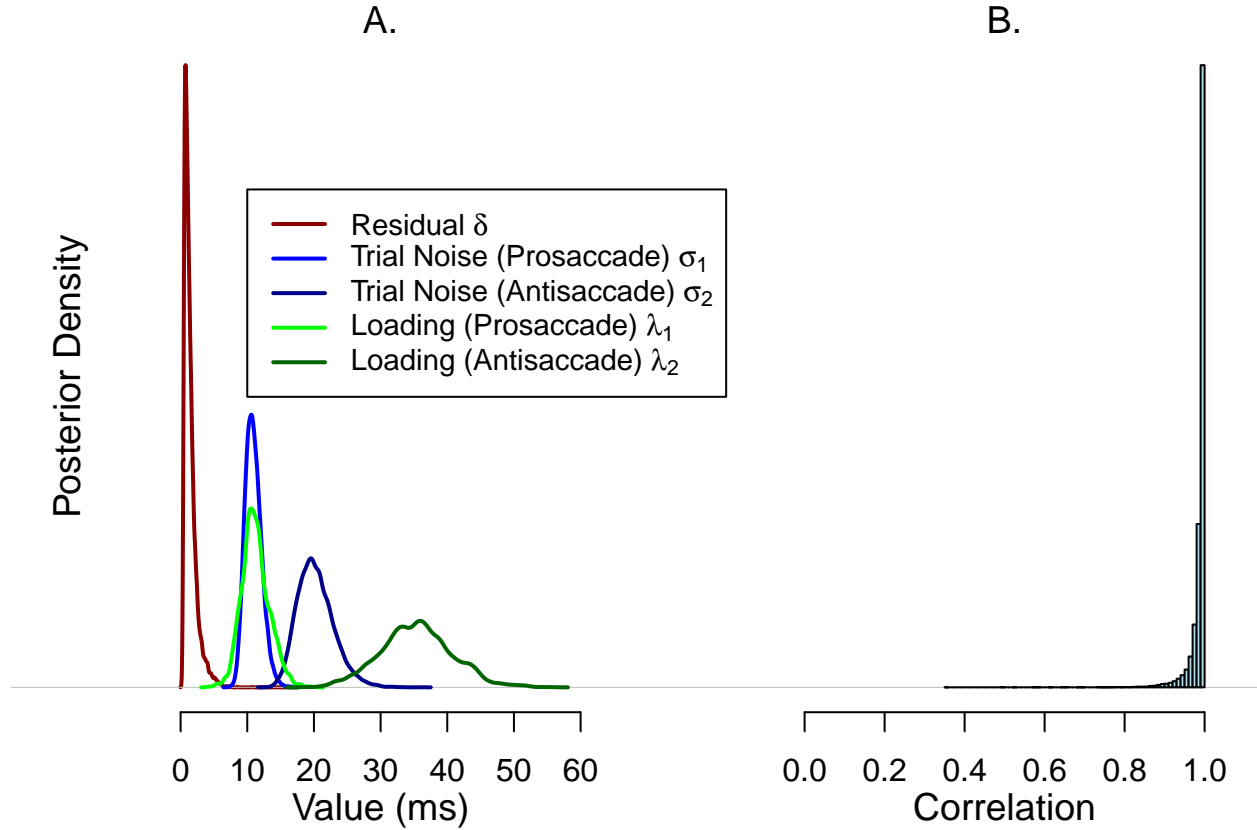 A.
Posterior Density
Residual δ
Trial Noise (Prosaccade) σ₁
Trial Noise (Antisaccade) σ₂
Loading (Prosaccade) λ₁
Loading (Antisaccade) λ₂
0 10 20 30 40 50 60
Value (ms)
B.
0.0 0.2 0.4 0.6 0.8 1.0
Correlation